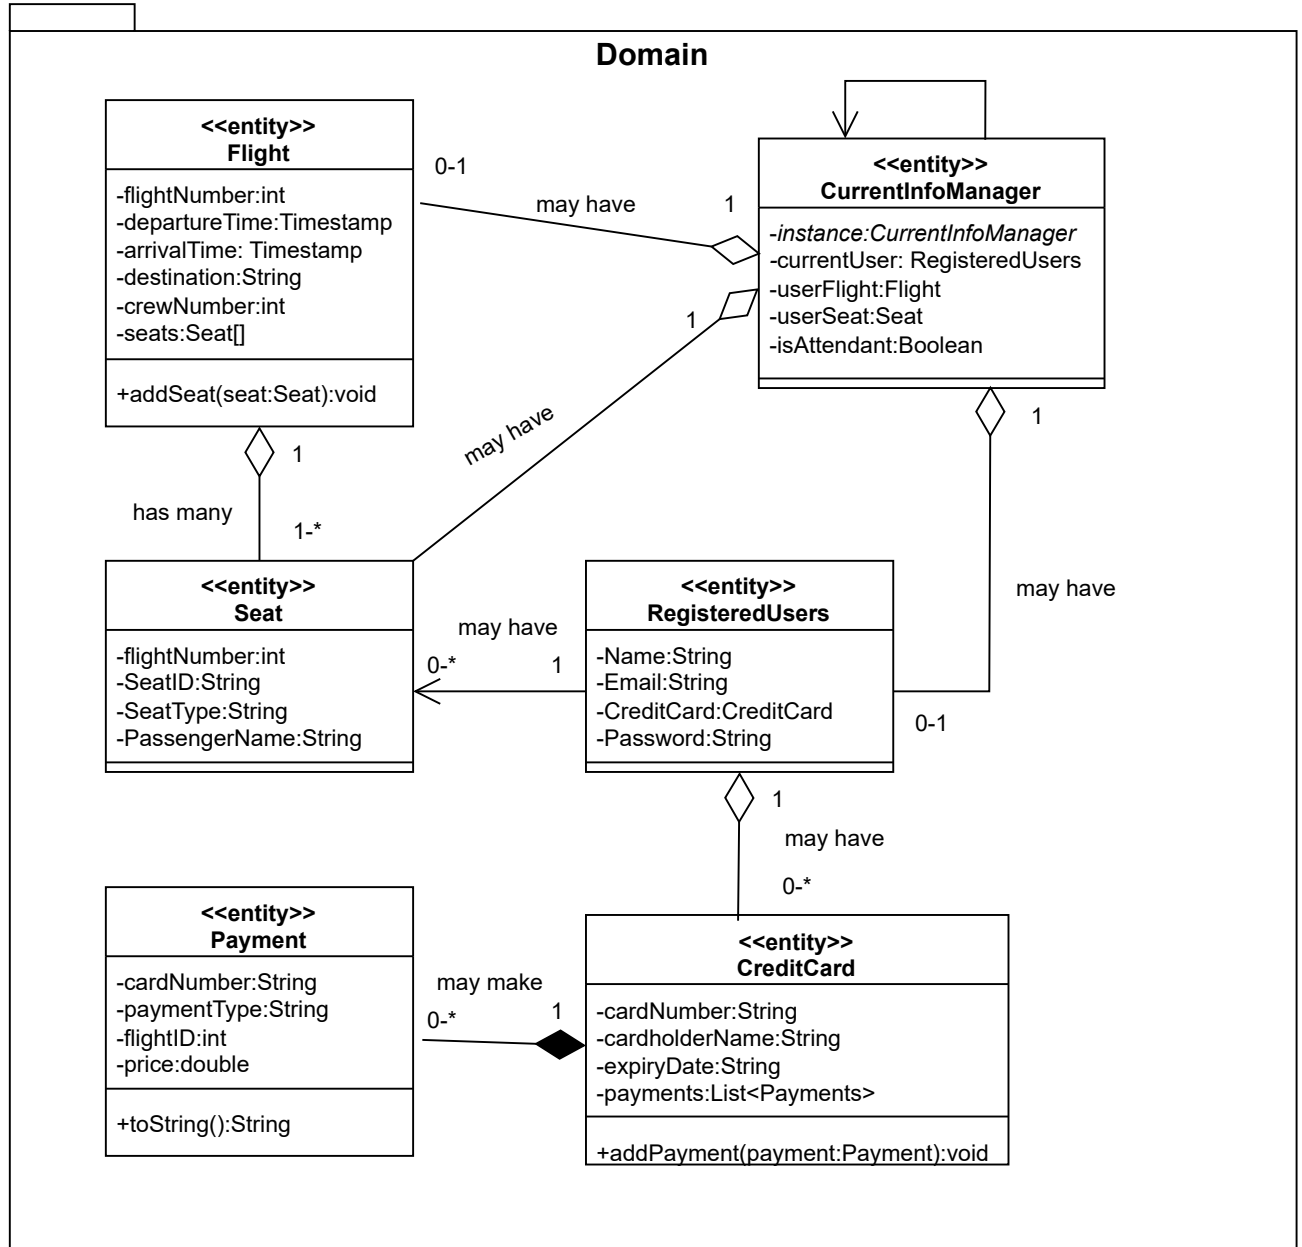 Domain
<<entity>>
Flight
-flightNumber:int
-departureTime:Timestamp
-arrivalTime: Timestamp
-destination:String
-crewNumber:int
-seats:Seat[]
+addSeat(seat:Seat):void
0-1
may have
1
<<entity>>
CurrentInfoManager
-instance:CurrentInfoManager
-currentUser: RegisteredUsers
-userFlight:Flight
-userSeat:Seat
-isAttendant:Boolean
1
may have
1
has many
1-*
1
may have
0-1
<<entity>>
Seat
-flightNumber:int
-SeatID:String
-SeatType:String
-PassengerName:String
may have
0-*
1
<<entity>>
RegisteredUsers
-Name:String
-Email:String
-CreditCard:CreditCard
-Password:String
1
may have
0-*
<<entity>>
Payment
-cardNumber:String
-paymentType:String
-flightID:int
-price:double
+toString():String
may make
0-*
1
<<entity>>
CreditCard
-cardNumber:String
-cardholderName:String
-expiryDate:String
-payments:List<Payments>
+addPayment(payment:Payment):void